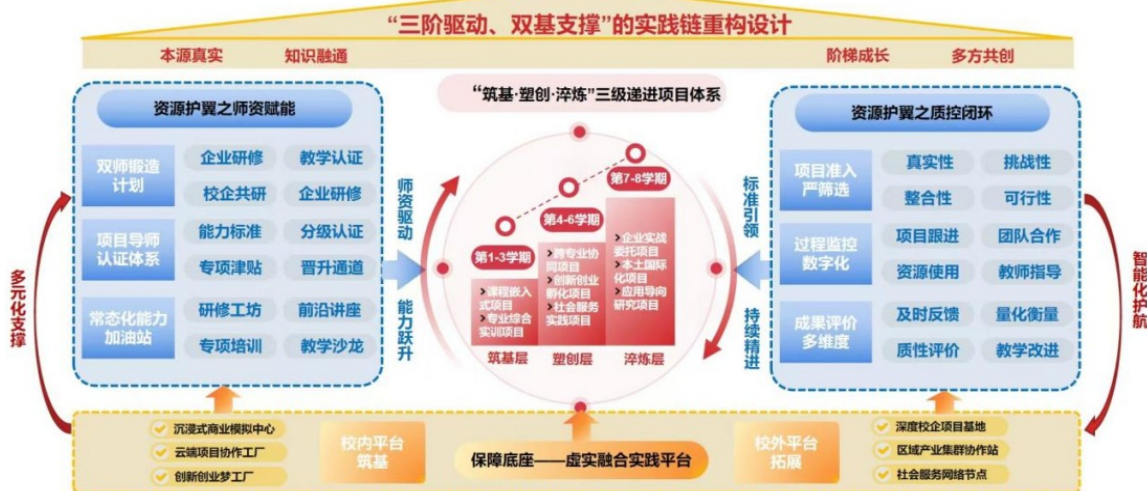 “三阶驱动、双基支撑”的实践链重构设计
本源真实
知识融通
阶梯成长
多方共创
资源护翼之师资赋能
双师锻造
计划
企业研修
教学认证
校企共研
企业研修
项目导师
认证体系
能力标准
分级认证
专项津贴
晋升通道
常态化能力
加油站
研修工坊
前沿讲座
专项培训
教学沙龙
多元化支撑
师资驱动
能力跃升
“筑基·塑创·淬炼”三级递进项目体系
第1-3学期
课程嵌入
式项目
专业综合
实训项目
筑基层
第4-6学期
跨专业协
同项目
创新创业
孵化项目
社会服务
实践项目
塑创层
第7-8学期
企业实战
委托项目
本土国际
化项目
应用导向
研究项目
淬炼层
标准引领
持续精进
资源护翼之质控闭环
项目准入
严筛选
真实性
挑战性
整合性
可行性
过程监控
数字化
项目跟进
团队合作
资源使用
教师指导
成果评价
多维度
及时反馈
量化衡量
质性评价
教学改进
智能化护航
沉浸式商业模拟中心
云端项目协作工厂
创新创业梦工厂
校内平台
筑基
保障底座——虚实融合实践平台
校外平台
拓展
深度校企项目基地
区域产业集群协作站
社会服务网络节点